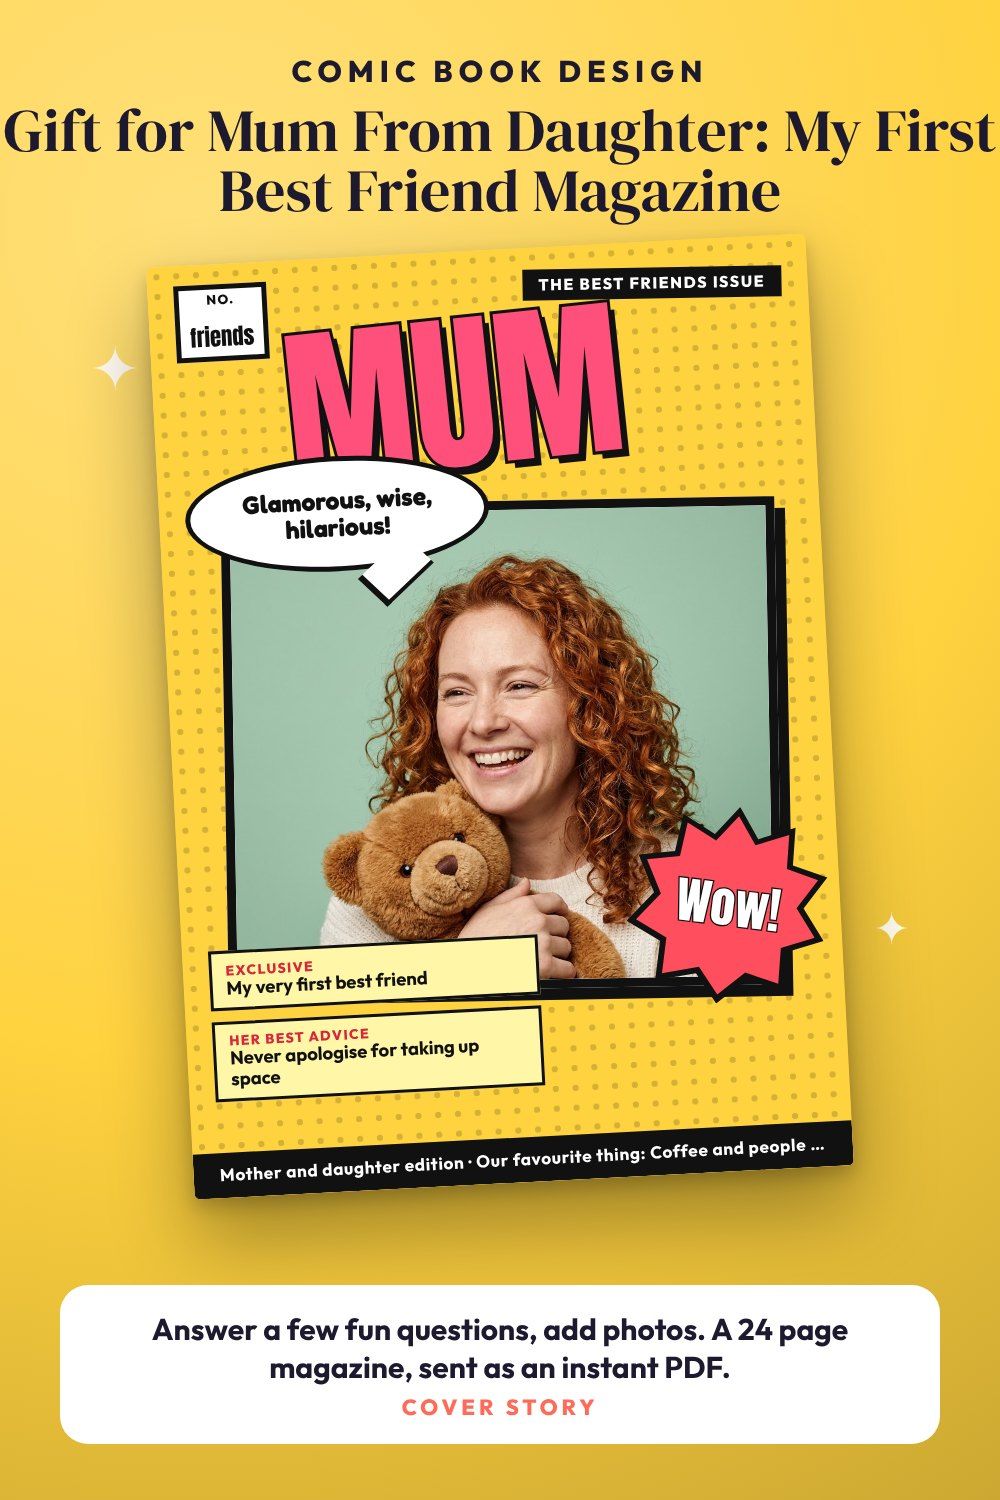 COMIC BOOK DESIGN
Gift for Mum From Daughter: My First
Best Friend Magazine
NO.
friends
THE BEST FRIENDS ISSUE
MUM
Glamorous, wise,
hilarious!
Wow!
EXCLUSIVE
My very first best friend
HER BEST ADVICE
Never apologise for taking up
space
Mother and daughter edition · Our favourite thing: Coffee and people ...
Answer a few fun questions, add photos. A 24 page
magazine, sent as an instant PDF.
COVER STORY